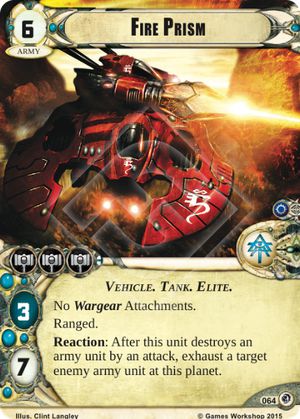 6
ARMY
FIRE PRISM
VEHICLE. TANK. ELITE.
3
No Wargear Attachments.
Ranged.
Reaction: After this unit destroys
an army unit by an attack, exhaust a target
enemy army unit at this planet.
7
064
Illus. Clint Langley
© Games Workshop 2015